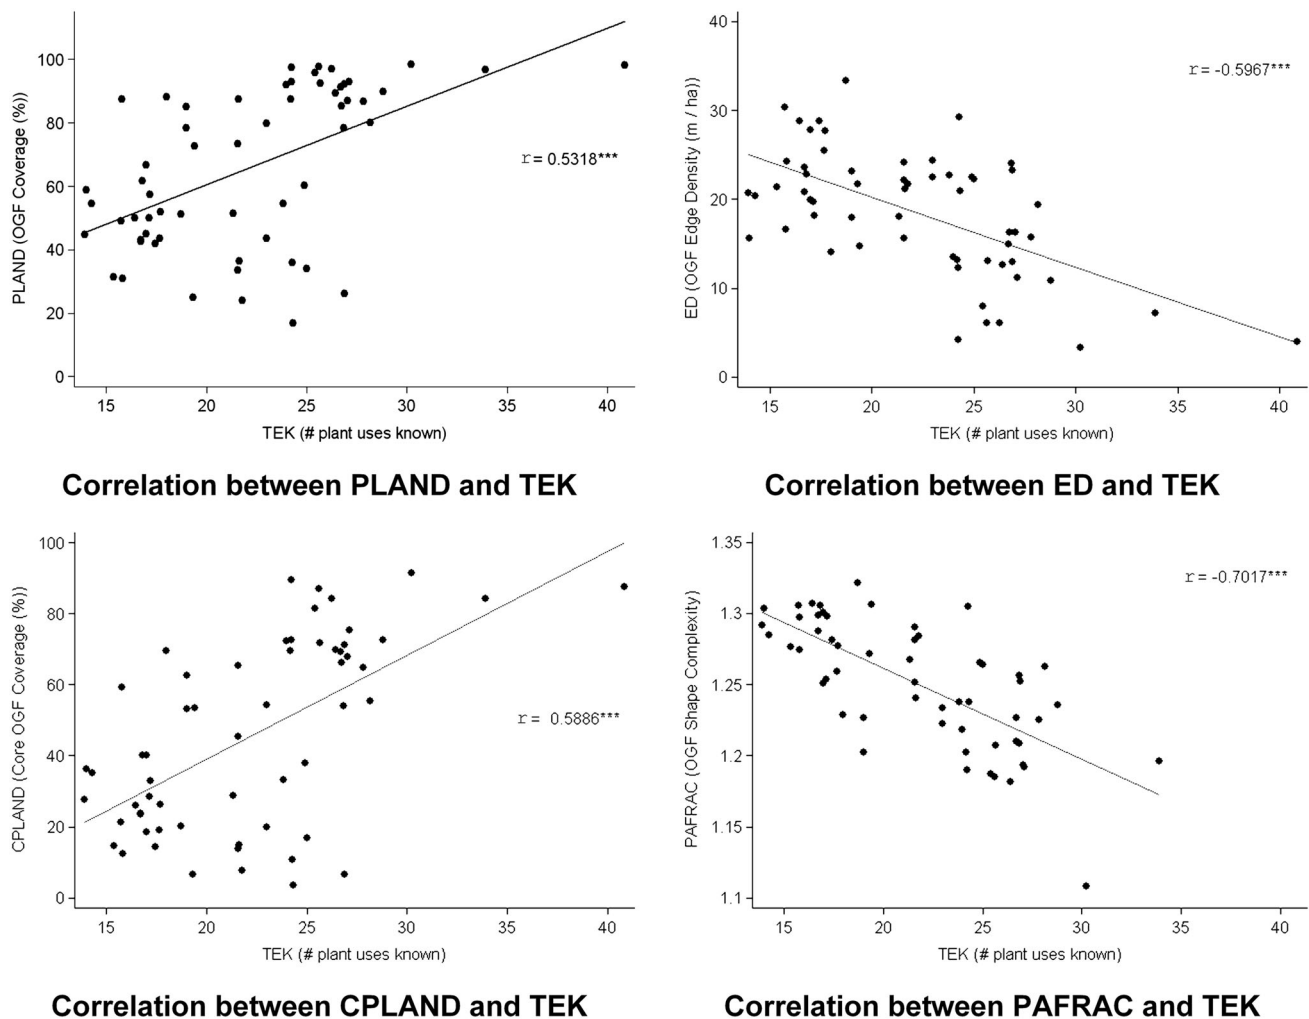 PLAND (OGF Coverage (%))
100
80
60
40
20
0
r = 0.5318***
15 20 25 30 35 40
TEK (# plant uses known)
Correlation between PLAND and TEK
ED (OGF Edge Density (m / ha))
40
30
20
10
0
r = -0.5967***
15 20 25 30 35 40
TEK (# plant uses known)
Correlation between ED and TEK
CPLAND (Core OGF Coverage (%))
100
80
60
40
20
0
r = 0.5886***
15 20 25 30 35 40
TEK (# plant uses known)
Correlation between CPLAND and TEK
PAFRAC (OGF Shape Complexity)
1.35
1.3
1.25
1.2
1.15
1.1
r = -0.7017***
15 20 25 30 35 40
TEK (# plant uses known)
Correlation between PAFRAC and TEK